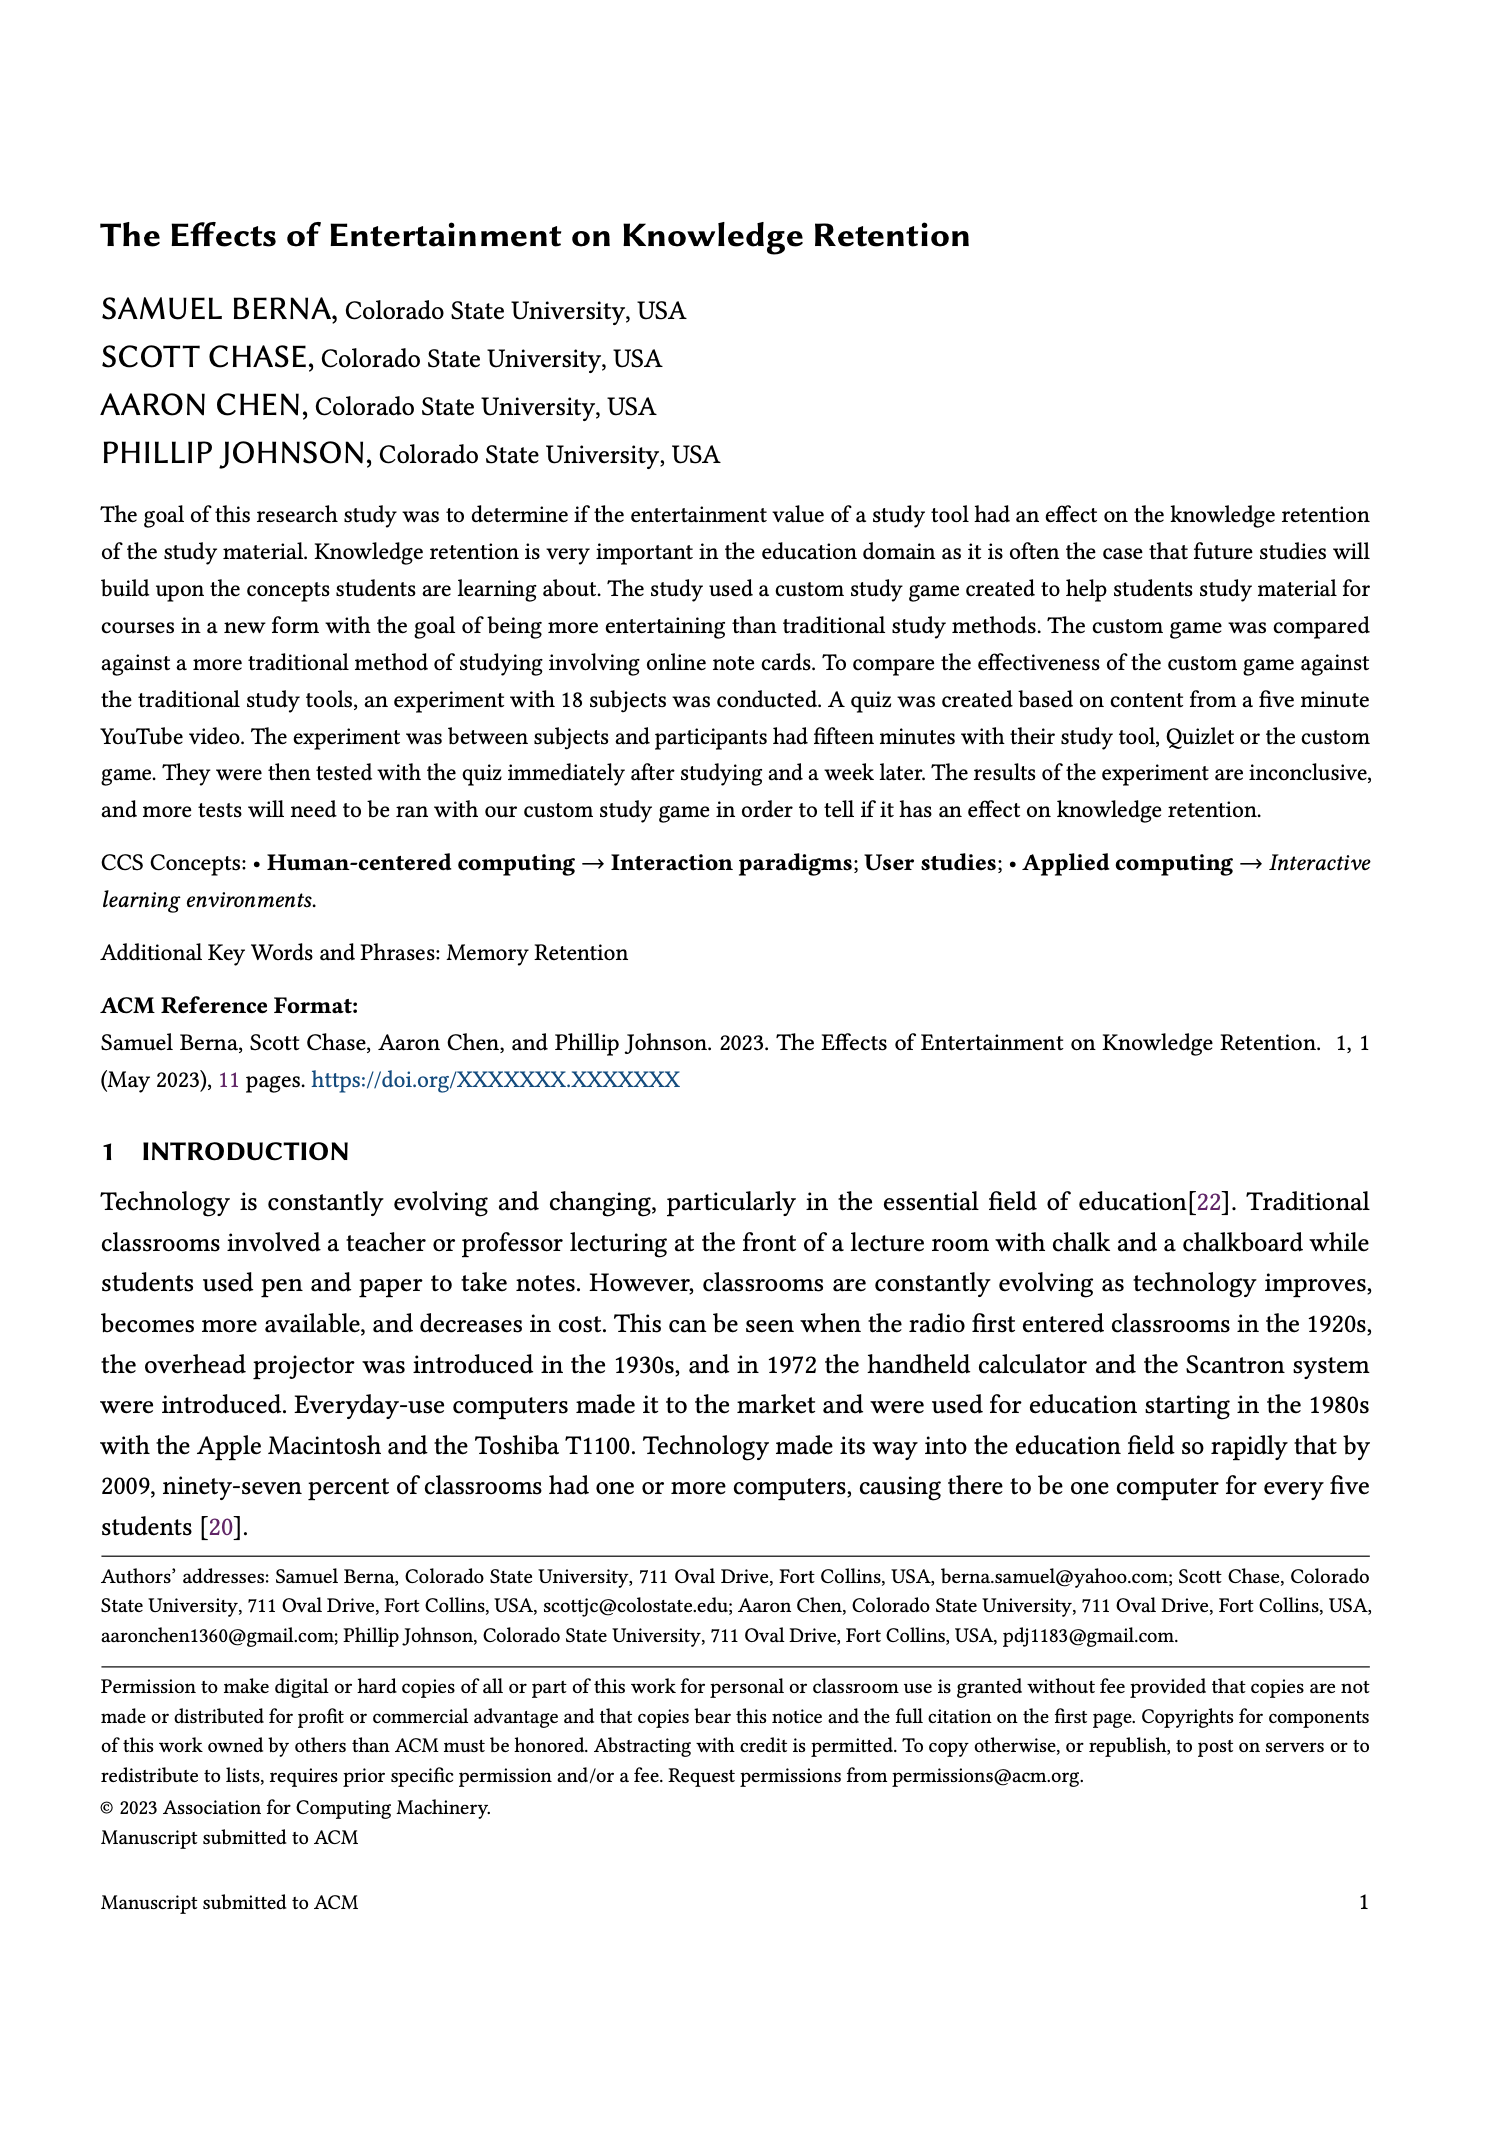 The Effects of Entertainment on Knowledge Retention
SAMUEL BERNA, Colorado State University, USA
SCOTT CHASE, Colorado State University, USA
AARON CHEN, Colorado State University, USA
PHILLIP JOHNSON, Colorado State University, USA
The goal of this research study was to determine if the entertainment value of a study tool had an effect on the knowledge retention
of the study material. Knowledge retention is very important in the education domain as it is often the case that future studies will
build upon the concepts students are learning about. The study used a custom study game created to help students study material for
courses in a new form with the goal of being more entertaining than traditional study methods. The custom game was compared
against a more traditional method of studying involving online note cards. To compare the effectiveness of the custom game against
the traditional study tools, an experiment with 18 subjects was conducted. A quiz was created based on content from a five minute
YouTube video. The experiment was between subjects and participants had fifteen minutes with their study tool, Quizlet or the custom
game. They were then tested with the quiz immediately after studying and a week later. The results of the experiment are inconclusive,
and more tests will need to be ran with our custom study game in order to tell if it has an effect on knowledge retention.
CCS Concepts: • Human-centered computing → Interaction paradigms; User studies; • Applied computing → Interactive
learning environments.
Additional Key Words and Phrases: Memory Retention
ACM Reference Format:
Samuel Berna, Scott Chase, Aaron Chen, and Phillip Johnson. 2023. The Effects of Entertainment on Knowledge Retention. 1, 1
(May 2023), 11 pages. https://doi.org/XXXXXXX.XXXXXXX
1 INTRODUCTION
Technology is constantly evolving and changing, particularly in the essential field of education[22]. Traditional
classrooms involved a teacher or professor lecturing at the front of a lecture room with chalk and a chalkboard while
students used pen and paper to take notes. However, classrooms are constantly evolving as technology improves,
becomes more available, and decreases in cost. This can be seen when the radio first entered classrooms in the 1920s,
the overhead projector was introduced in the 1930s, and in 1972 the handheld calculator and the Scantron system
were introduced. Everyday-use computers made it to the market and were used for education starting in the 1980s
with the Apple Macintosh and the Toshiba T1100. Technology made its way into the education field so rapidly that by
2009, ninety-seven percent of classrooms had one or more computers, causing there to be one computer for every five
students [20].
Authors’ addresses: Samuel Berna, Colorado State University, 711 Oval Drive, Fort Collins, USA, berna.samuel@yahoo.com; Scott Chase, Colorado
State University, 711 Oval Drive, Fort Collins, USA, scottjc@colostate.edu; Aaron Chen, Colorado State University, 711 Oval Drive, Fort Collins, USA,
aaronchen1360@gmail.com; Phillip Johnson, Colorado State University, 711 Oval Drive, Fort Collins, USA, pdj1183@gmail.com.
Permission to make digital or hard copies of all or part of this work for personal or classroom use is granted without fee provided that copies are not
made or distributed for profit or commercial advantage and that copies bear this notice and the full citation on the first page. Copyrights for components
of this work owned by others than ACM must be honored. Abstracting with credit is permitted. To copy otherwise, or republish, to post on servers or to
redistribute to lists, requires prior specific permission and/or a fee. Request permissions from permissions@acm.org.
© 2023 Association for Computing Machinery.
Manuscript submitted to ACM
Manuscript submitted to ACM 1